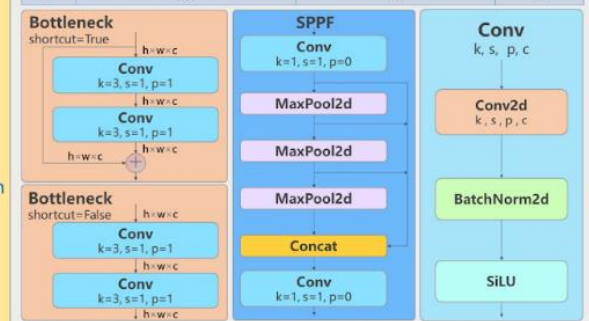 Bottleneck
shortcut=True
h×w×c
Conv
k=3, s=1, p=1
h×w×c
Conv
k=3, s=1, p=1
h×w×c
h×w×c
+
Bottleneck
shortcut=False
h×w×c
Conv
k=3, s=1, p=1
h×w×c
Conv
k=3, s=1, p=1
h×w×c
SPPF
Conv
k=1, s=1, p=0
MaxPool2d
MaxPool2d
MaxPool2d
Concat
Conv
k=1, s=1, p=0
Conv
k, s, p, c
Conv2d
k, s, p, c
BatchNorm2d
SiLU